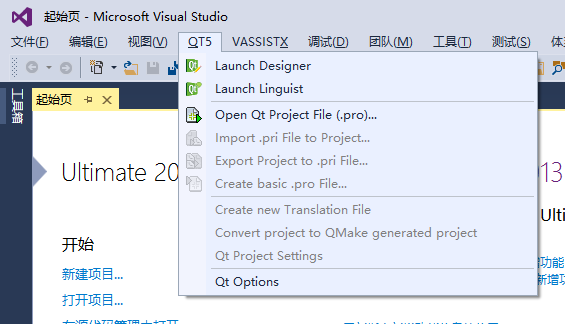 起始页 - Microsoft Visual Studio
文件(F) 编辑(E) 视图(V) QT5 VASSISTX 调试(D) 团队(M) 工具(T) 测试(S)
工具箱
起始页
Launch Designer
Launch Linguist
Open Qt Project File (.pro)...
Import .pri File to Project...
Export Project to .pri File...
Create basic .pro File...
Create new Translation File
Convert project to QMake generated project
Qt Project Settings
Qt Options
Ultimate 20
13
Ul
开始
新建项目...
打开项目...
功能
新增功